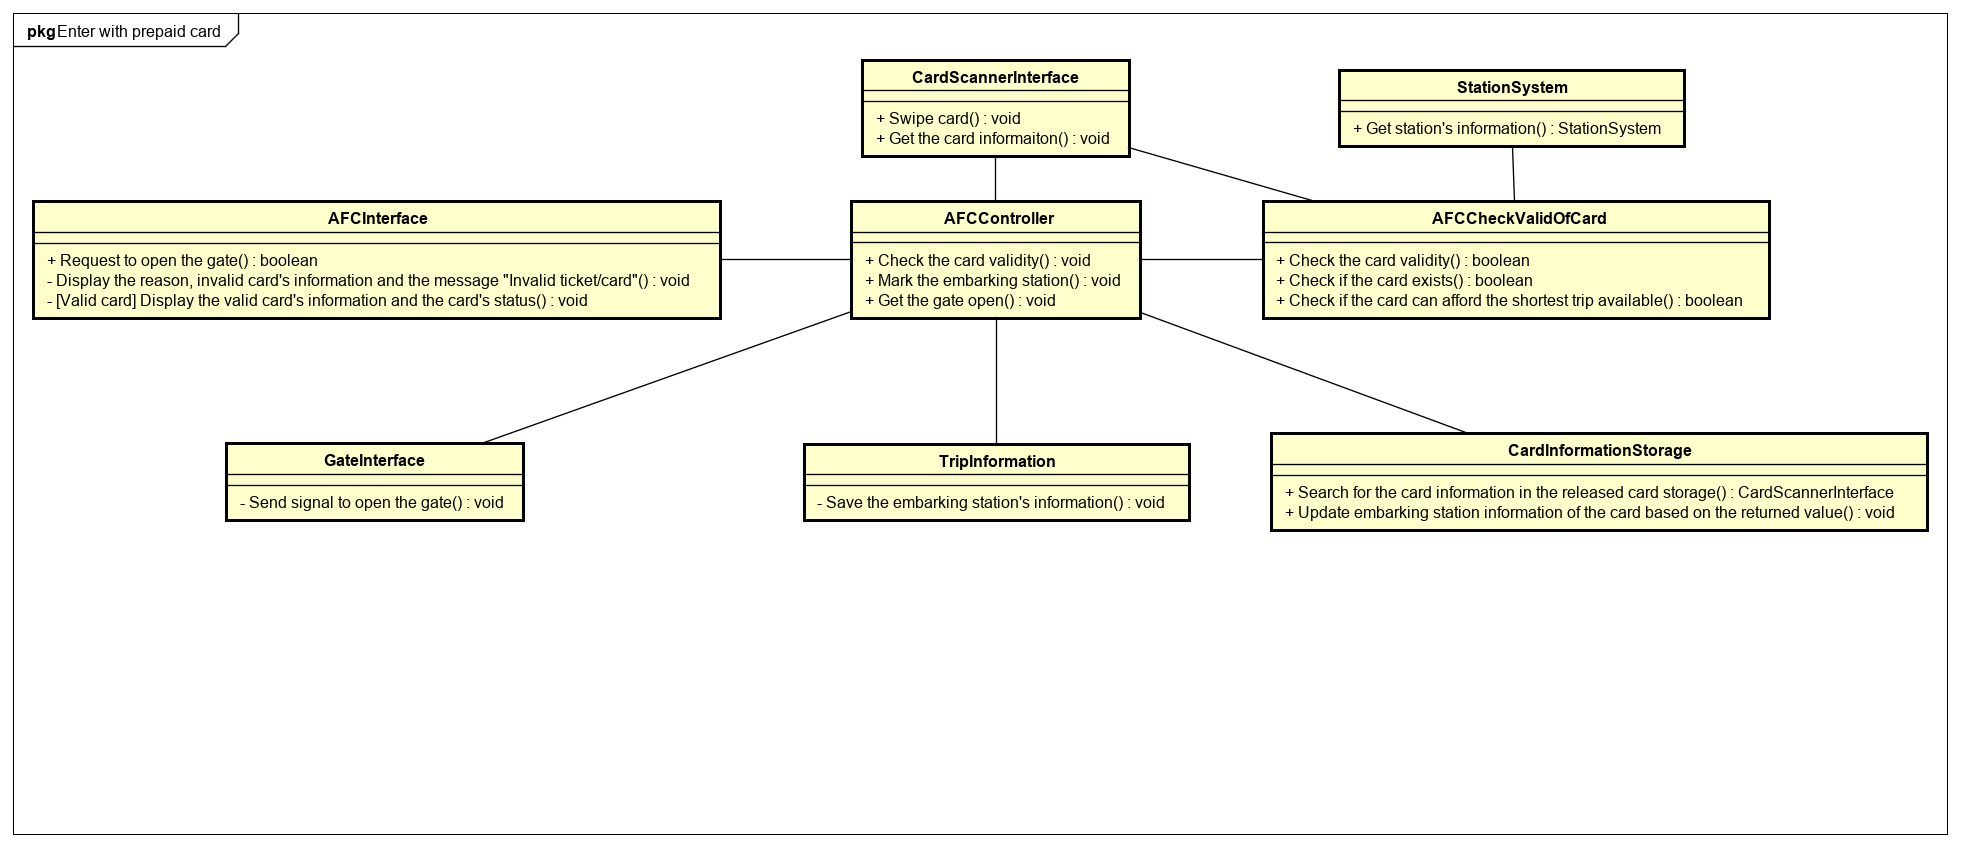 pkg Enter with prepaid card
CardScannerInterface
+ Swipe card() : void
+ Get the card informaiton() : void
StationSystem
+ Get station's information() : StationSystem
AFCInterface
+ Request to open the gate() : boolean
- Display the reason, invalid card's information and the message "Invalid ticket/card"() : void
- [Valid card] Display the valid card's information and the card's status() : void
AFCController
+ Check the card validity() : void
+ Mark the embarking station() : void
+ Get the gate open() : void
AFCCheckValidOfCard
+ Check the card validity() : boolean
+ Check if the card exists() : boolean
+ Check if the card can afford the shortest trip available() : boolean
GateInterface
- Send signal to open the gate() : void
TripInformation
- Save the embarking station's information() : void
CardInformationStorage
+ Search for the card information in the released card storage() : CardScannerInterface
+ Update embarking station information of the card based on the returned value() : void